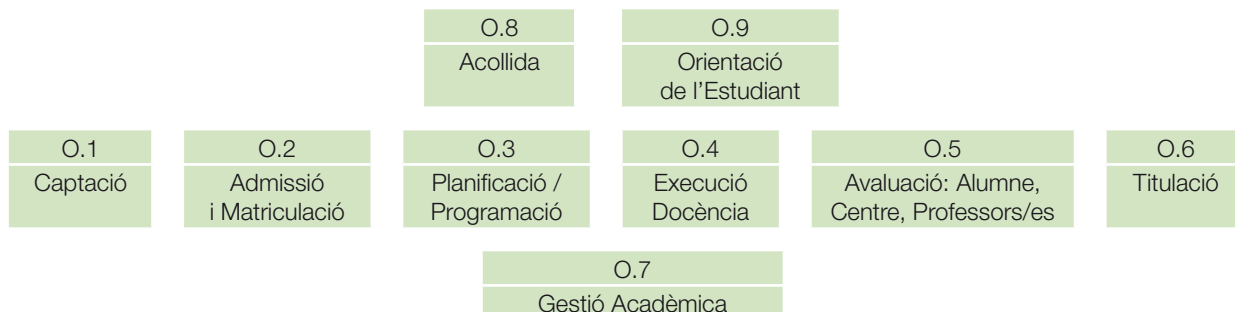 O.8
Acollida
O.9
Orientació
de l'Estudiant
O.1
Captació
O.2
Admissió
i Matriculació
O.3
Planificació /
Programació
O.4
Execució
Docència
O.5
Avaluació: Alumne,
Centre, Professors/es
O.6
Titulació
O.7
Gestió Acadèmica